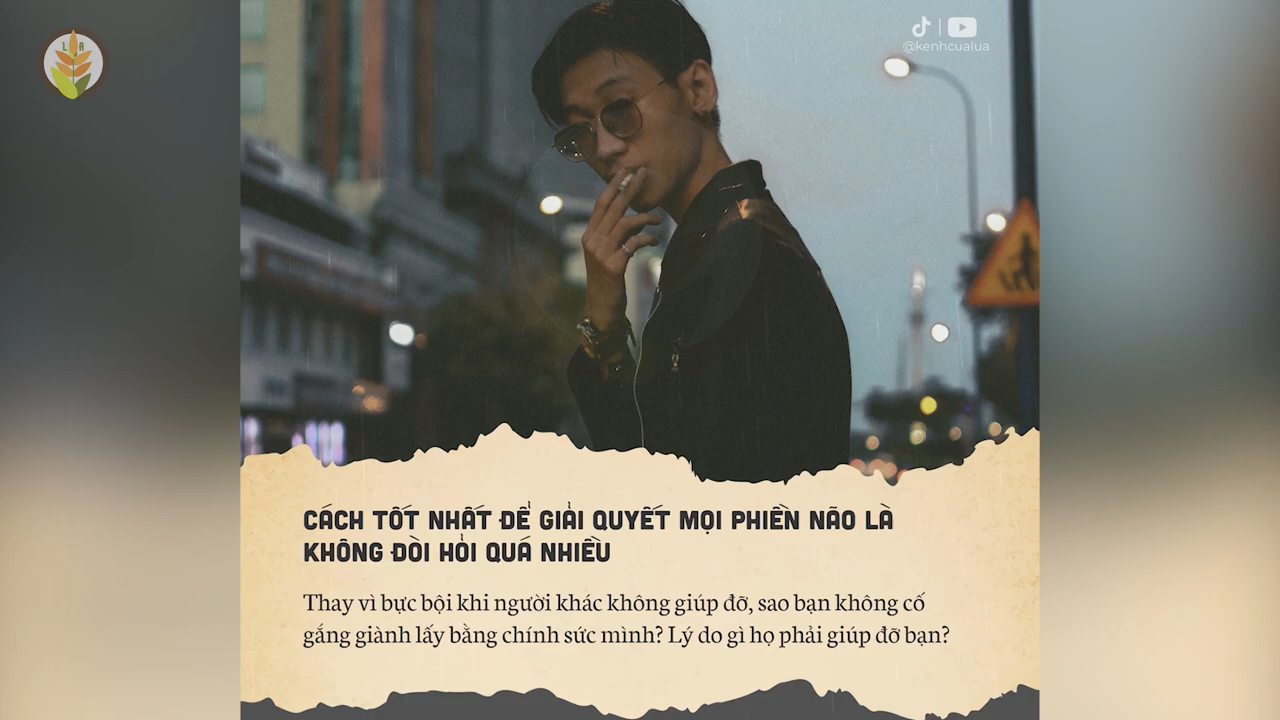 L A
@kenhcualua
CÁCH TỐT NHẤT ĐỂ GIẢI QUYẾT MỌI PHIỀN NÃO LÀ
KHÔNG ĐÒI HỎI QUÁ NHIỀU
Thay vì bực bội khi người khác không giúp đỡ, sao bạn không cố
gắng giành lấy bằng chính sức mình? Lý do gì họ phải giúp đỡ bạn?